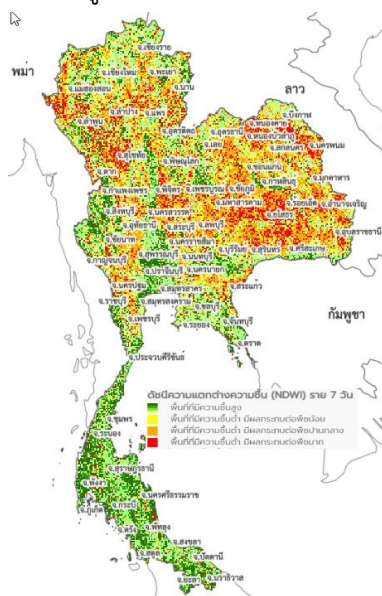 จ.เชียงราย
พม่า
จ.เชียงใหม่ จ.พะเยา
ลาว
จ.แม่ฮ่องสอน จ.น่าน
จ.ลำปาง จ.แพร่
จ.ลำพูน
จ.บึงกาฬ
จ.อุตรดิตถ์ จ.อุดรธานี จ.หนองคาย
จ.เลย จ.หนองบัวลำภู
จ.สุโขทัย จ.สกลนคร จ.นครพนม
จ.พิษณุโลก
จ.ตาก จ.ขอนแก่น
จ.กำแพงเพชร จ.พิจิตร จ.เพชรบูรณ์ จ.ชัยภูมิ จ.กาฬสินธุ์ จ.มุกดาหาร
จ.มหาสารคาม จ.ร้อยเอ็ด จ.อำนาจเจริญ
จ.สิงห์บุรี จ.นครสวรรค์ จ.ยโสธร
จ.อุทัยธานี จ.สระบุรี จ.ลพบุรี จ.อุบลราชธานี
จ.ชัยนาท จ.นครราชสีมา จ.บุรีรัมย์ จ.สุรินทร์ จ.ศรีสะเกษ
จ.กาญจนบุรี จ.สุพรรณบุรี จ.นนทบุรี
จ.ปราจีนบุรี จ.นครนายก
จ.นครปฐม จ.สมุทรสาคร จ.สระแก้ว
จ.ราชบุรี จ.สมุทรสงคราม จ.ชลบุรี
กัมพูชา
จ.เพชรบุรี จ.ระยอง จ.จันทบุรี
จ.ตราด
จ.ประจวบคีรีขันธ์
ดัชนีความแตกต่างความชื้น (NDWI) ราย 7 วัน
พื้นที่ที่มีความชื้นสูง
พื้นที่ที่มีความชื้นต่ำ มีผลกระทบต่อพืชน้อย
พื้นที่ที่มีความชื้นต่ำ มีผลกระทบต่อพืชปานกลาง
พื้นที่ที่มีความชื้นต่ำ มีผลกระทบต่อพืชมาก
จ.ชุมพร
จ.ระนอง
จ.สุราษฎร์ธานี
จ.พังงา
จ.นครศรีธรรมราช
จ.กระบี่
จ.ภูเก็ต
จ.ตรัง จ.พัทลุง
จ.สงขลา
จ.สตูล จ.ปัตตานี
จ.ยะลา จ.นราธิวาส